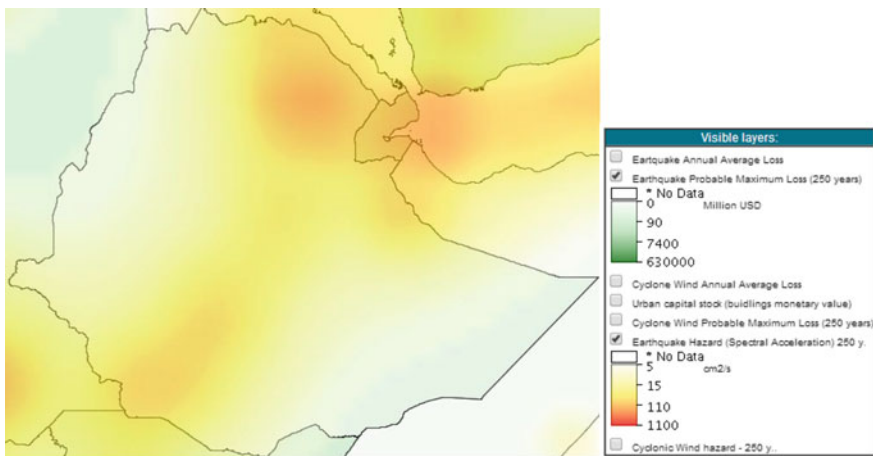 Visible layers:
Eartquake Annual Average Loss
Earthquake Probable Maximum Loss (250 years)
* No Data
0
Million USD
90
7400
630000
Cyclone Wind Annual Average Loss
Urban capital stock (buidlings monetary value)
Cyclone Wind Probable Maximum Loss (250 years)
Earthquake Hazard (Spectral Acceleration) 250 y.
* No Data
5
cm2/s
15
110
1100
Cyclonic Wind hazard - 250 y..